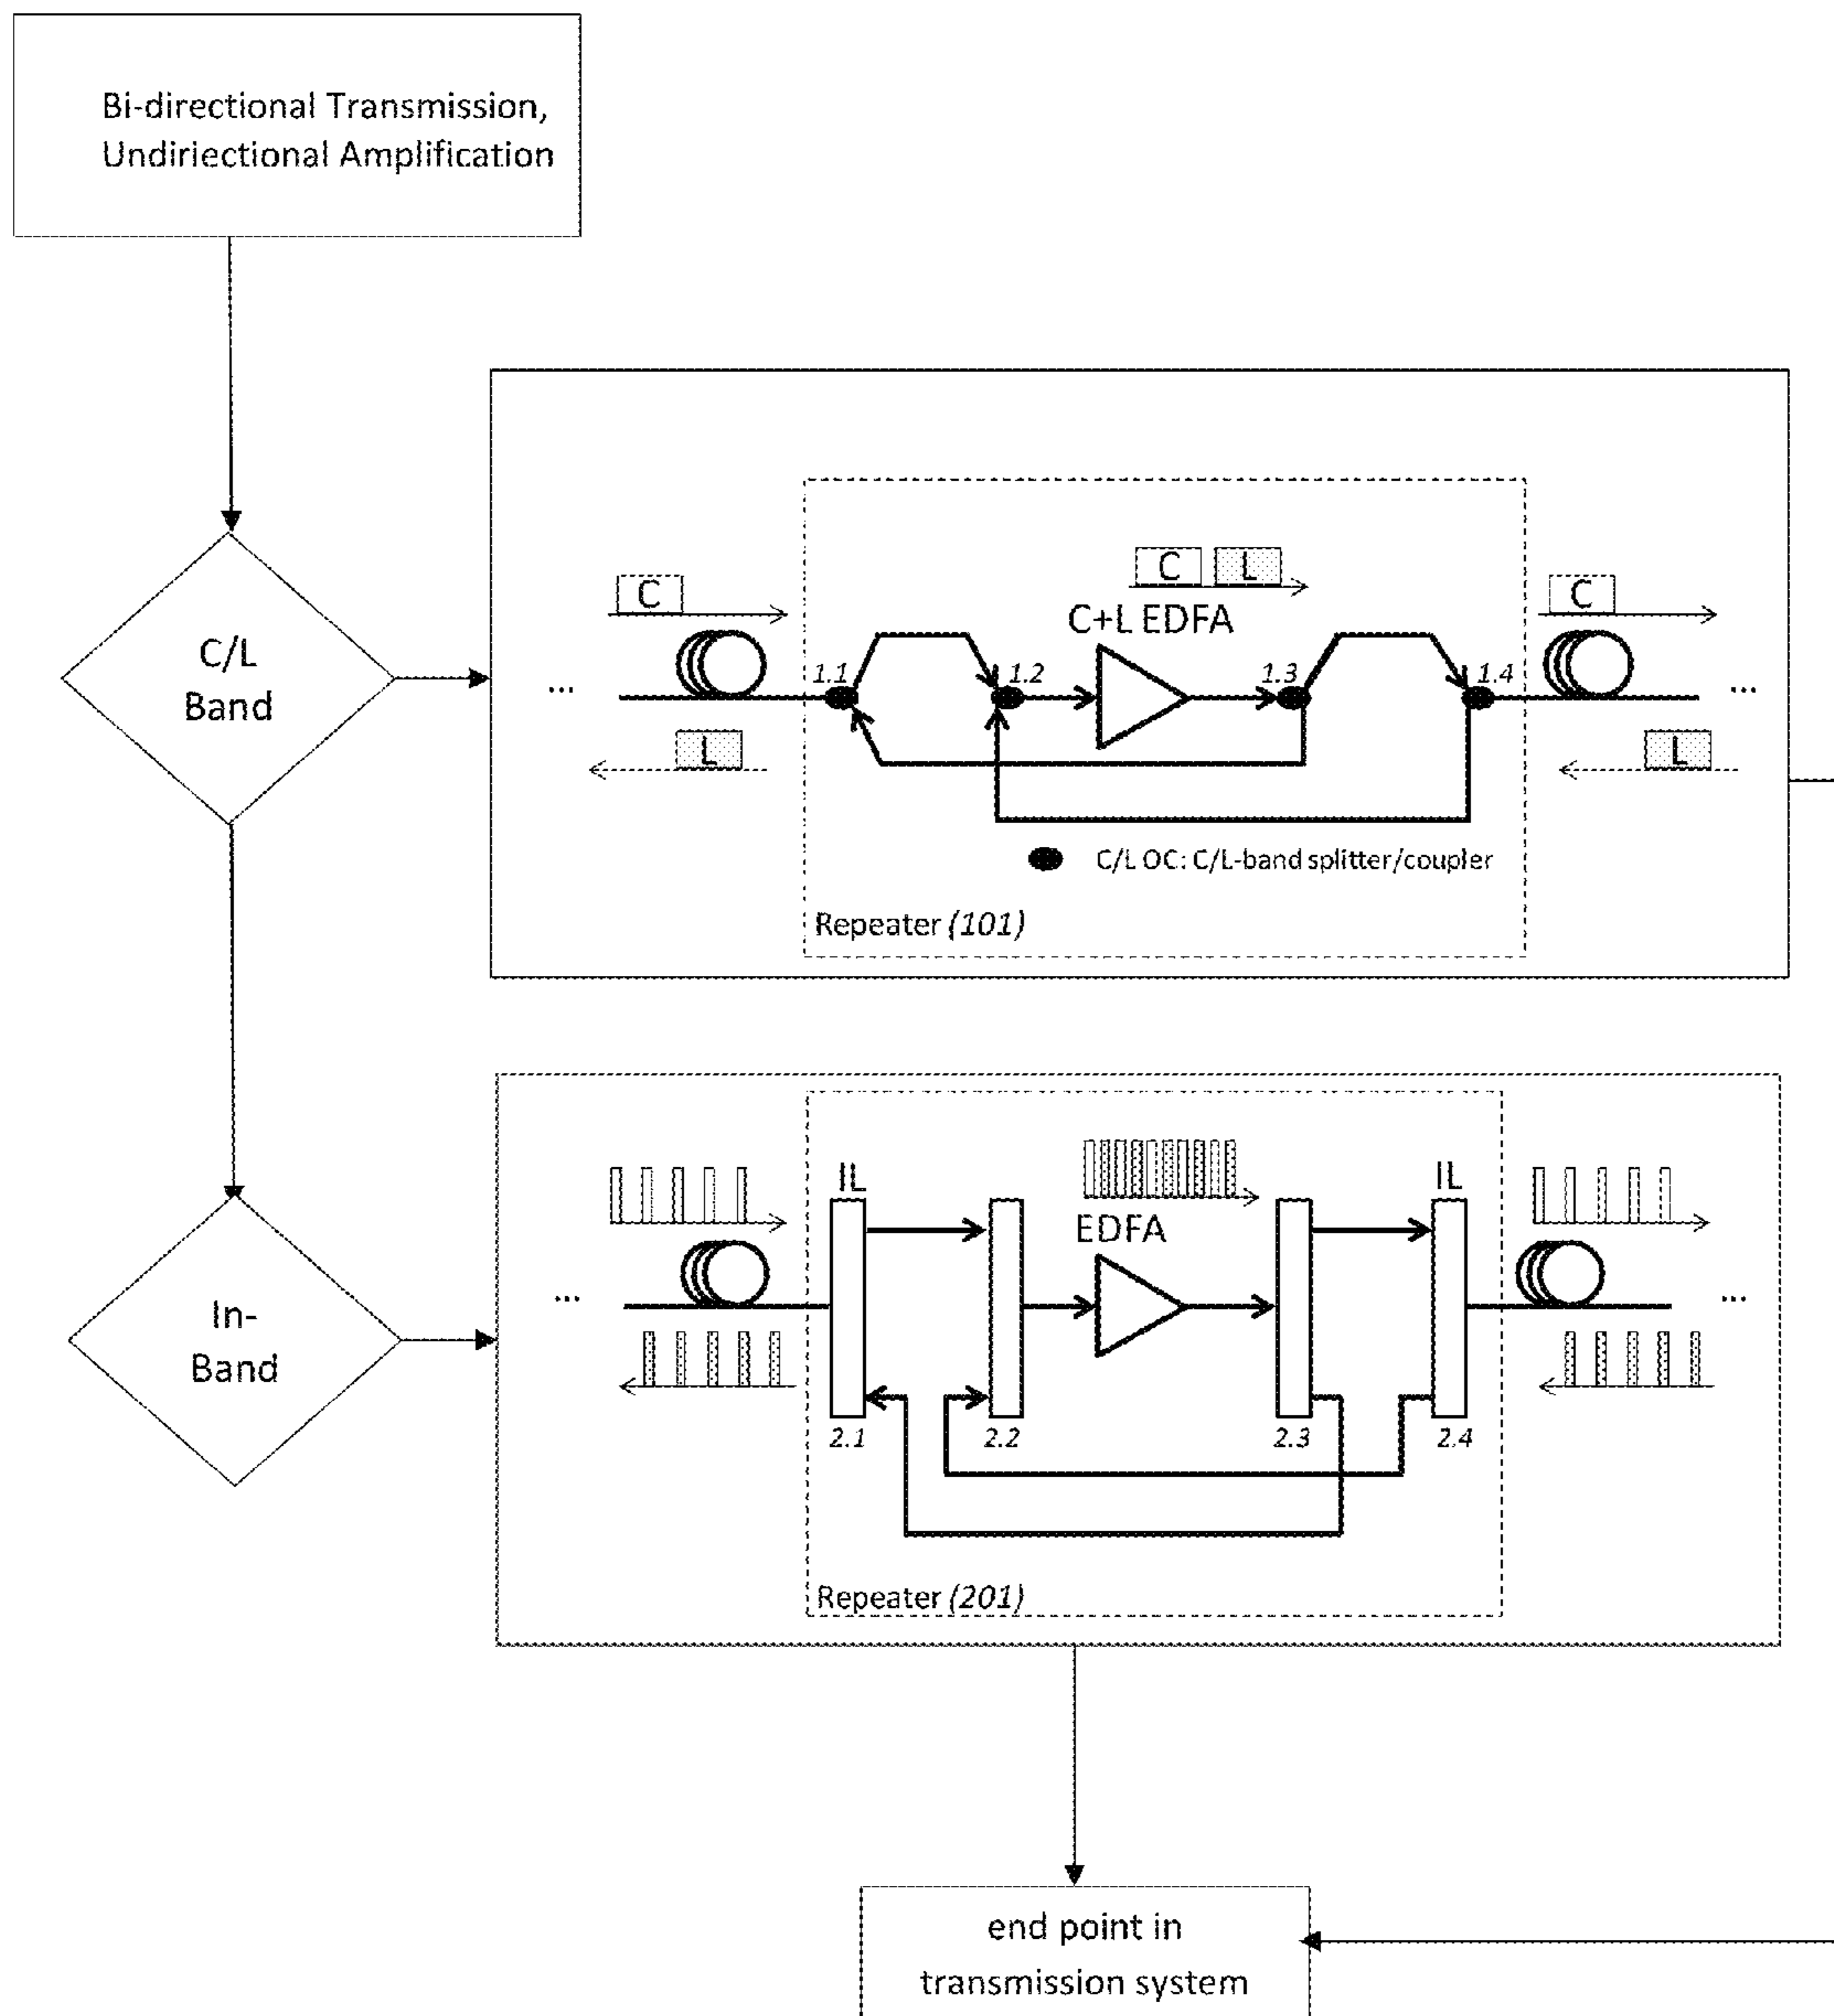 Bi-directional Transmission,
Undiriectional Amplification
C/L
Band
C
C L
C+L EDFA
C
1.1
1.2
1.3
1.4
...
...
L
L
C/L OC: C/L-band splitter/coupler
Repeater (101)
In-
Band
IL
EDFA
IL
...
...
2.1
2.2
2.3
2.4
Repeater (201)
end point in
transmission system